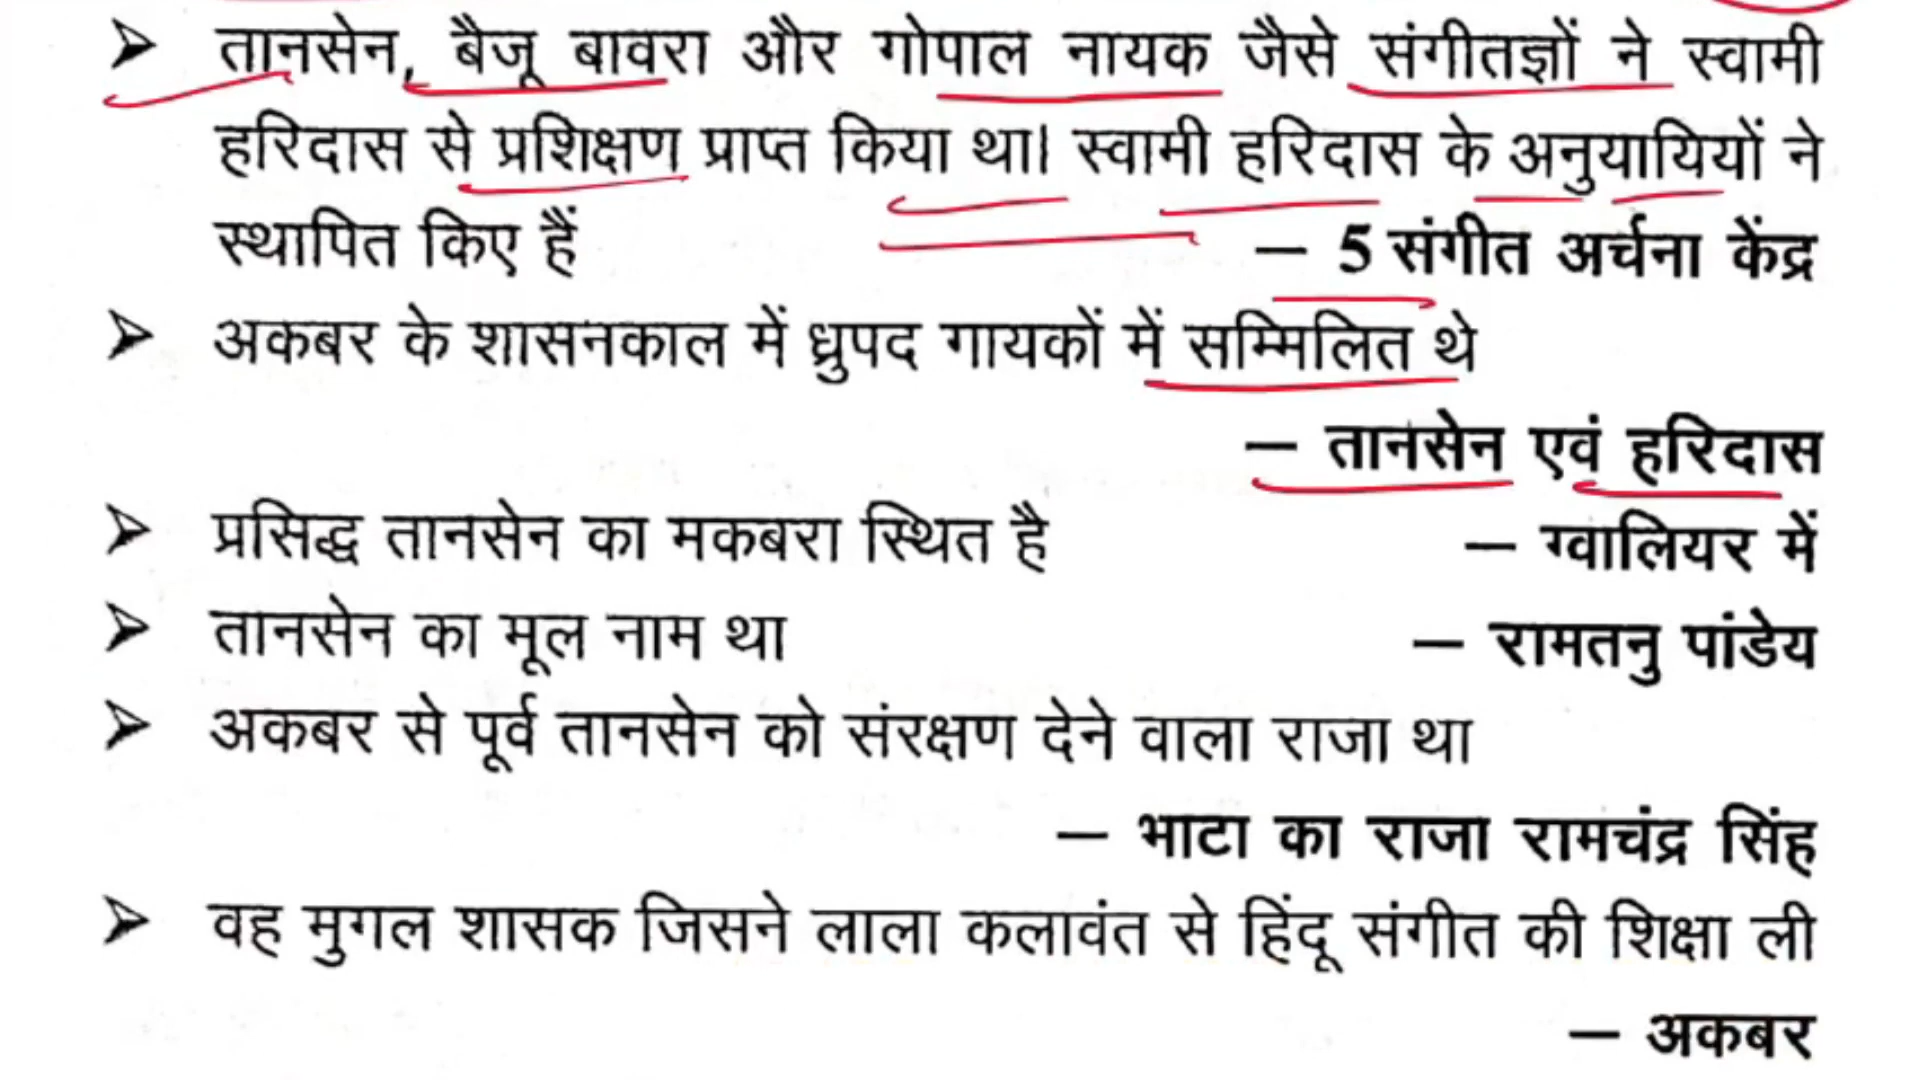 ➤ तानसेन, बैजू बावरा और गोपाल नायक जैसे संगीतज्ञों ने स्वामी
हरिदास से प्रशिक्षण प्राप्त किया था। स्वामी हरिदास के अनुयायियों ने
स्थापित किए हैं – 5 संगीत अर्चना केंद्र
➤ अकबर के शासनकाल में ध्रुपद गायकों में सम्मिलित थे
– तानसेन एवं हरिदास
➤ प्रसिद्ध तानसेन का मकबरा स्थित है – ग्वालियर में
➤ तानसेन का मूल नाम था – रामतनु पांडेय
➤ अकबर से पूर्व तानसेन को संरक्षण देने वाला राजा था
– भाटा का राजा रामचंद्र सिंह
➤ वह मुगल शासक जिसने लाला कलावंत से हिंदू संगीत की शिक्षा ली
– अकबर